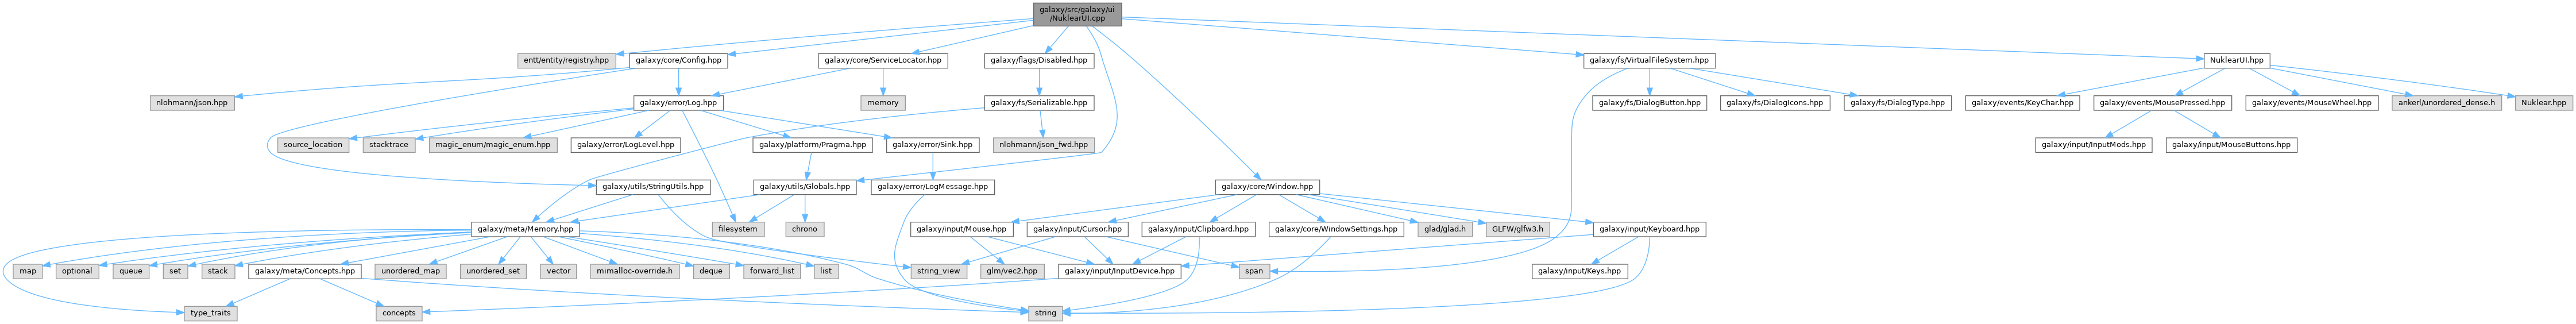 galaxy/src/galaxy/ui
/NuklearUI.cpp
entt/entity/registry.hpp
galaxy/core/Config.hpp
galaxy/core/ServiceLocator.hpp
galaxy/flags/Disabled.hpp
galaxy/fs/VirtualFileSystem.hpp
NuklearUI.hpp
nlohmann/json.hpp
galaxy/error/Log.hpp
memory
galaxy/fs/Serializable.hpp
galaxy/fs/DialogButton.hpp
galaxy/fs/DialogIcons.hpp
galaxy/fs/DialogType.hpp
galaxy/events/KeyChar.hpp
galaxy/events/MousePressed.hpp
galaxy/events/MouseWheel.hpp
ankerl/unordered_dense.h
Nuklear.hpp
source_location
stacktrace
magic_enum/magic_enum.hpp
galaxy/error/LogLevel.hpp
galaxy/platform/Pragma.hpp
galaxy/error/Sink.hpp
nlohmann/json_fwd.hpp
galaxy/input/InputMods.hpp
galaxy/input/MouseButtons.hpp
galaxy/utils/StringUtils.hpp
galaxy/utils/Globals.hpp
galaxy/error/LogMessage.hpp
galaxy/core/Window.hpp
galaxy/meta/Memory.hpp
filesystem
chrono
galaxy/input/Mouse.hpp
galaxy/input/Cursor.hpp
galaxy/input/Clipboard.hpp
galaxy/core/WindowSettings.hpp
glad/glad.h
GLFW/glfw3.h
galaxy/input/Keyboard.hpp
map
optional
queue
set
stack
galaxy/meta/Concepts.hpp
unordered_map
unordered_set
vector
mimalloc-override.h
deque
forward_list
list
string_view
glm/vec2.hpp
galaxy/input/InputDevice.hpp
span
galaxy/input/Keys.hpp
type_traits
concepts
string